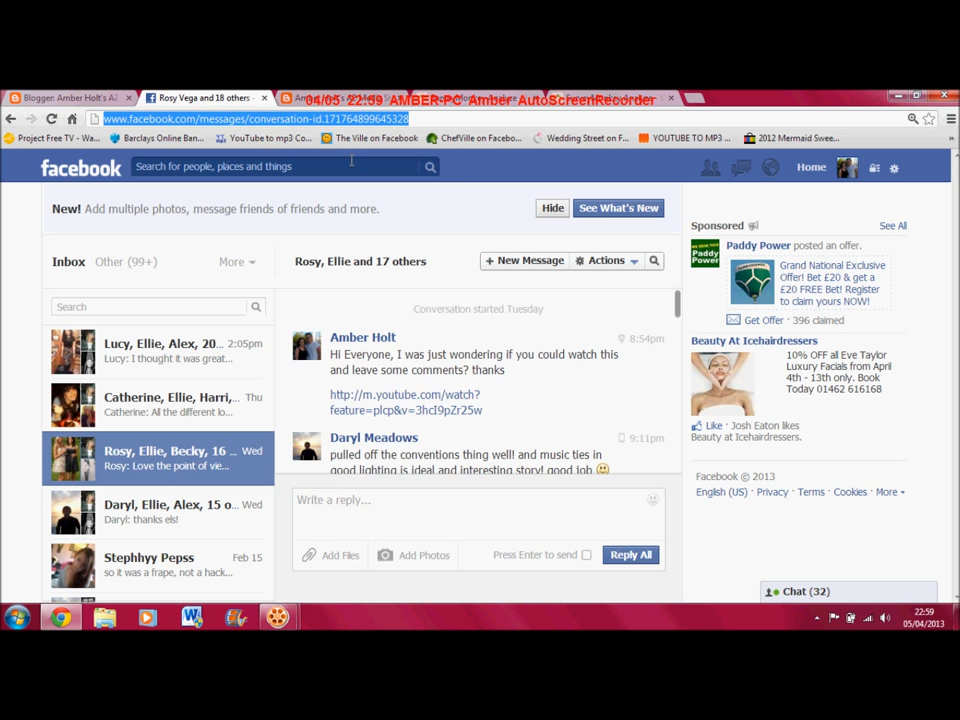 Blogger: Amber Holt's A2
Rosy Vega and 18 others -
04/05 22:59 AMBER-PC Amber AutoScreenRecorder
www.facebook.com/messages/conversation-id.171764899645328
Project Free TV - Wa...
Barclays Online Ban...
YouTube to mp3 Co...
The Ville on Facebook
ChefVille on Facebo...
Wedding Street on F...
YOUTUBE TO MP3 ...
2012 Mermaid Swee...
facebook
Search for people, places and things
Home
New! Add multiple photos, message friends of friends and more.
Hide
See What's New
Inbox Other (99+) More
Rosy, Ellie and 17 others
+ New Message
Actions
Search
Conversation started Tuesday
Lucy, Ellie, Alex, 20... 2:05pm
Lucy: I thought it was great...
Catherine, Ellie, Harri,... Thu
Catherine: All the different lo...
Rosy, Ellie, Becky, 16 ... Wed
Rosy: Love the point of vie...
Daryl, Ellie, Alex, 15 o... Wed
Daryl: thanks els!
Stephhyy Pepss Feb 15
so it was a frape, not a hack...
Amber Holt 8:54pm
Hi Everyone, I was just wondering if you could watch this
and leave some comments? thanks
http://m.youtube.com/watch?
feature=plcp&v=3hcI9pZr25w
Daryl Meadows 9:11pm
pulled off the conventions thing well! and music ties in
good lighting is ideal and interesting story! good job
Write a reply...
Add Files
Add Photos
Press Enter to send
Reply All
Sponsored
See All
Paddy Power posted an offer.
Paddy
Power
Grand National Exclusive
Offer! Bet £20 & get a
£20 FREE Bet! Register
to claim yours NOW!
Get Offer · 396 claimed
Beauty At Icehairdressers
10% OFF all Eve Taylor
Luxury Facials from April
4th - 13th only. Book
Today 01462 616168
Like · Josh Eaton likes
Beauty at Icehairdressers.
Facebook © 2013
English (US) · Privacy · Terms · Cookies · More
Chat (32)
22:59
05/04/2013